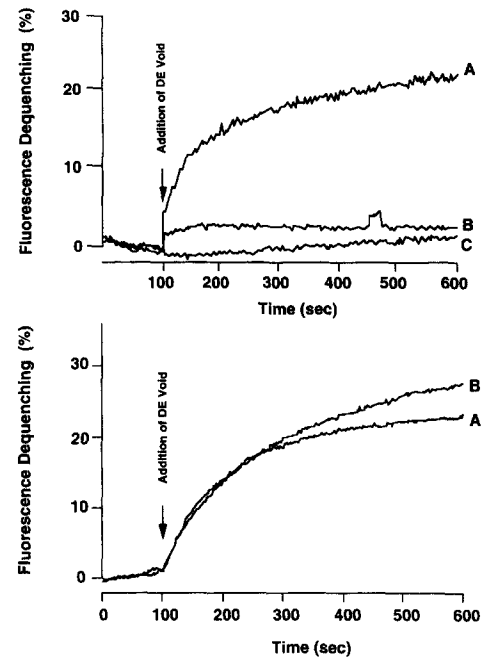 Fluorescence Dequenching (%)
30
20
10
0
Addition of DE Void
A
B
C
100 200 300 400 500 600
Time (sec)
Fluorescence Dequenching (%)
30
20
10
0
Addition of DE Void
B
A
0 100 200 300 400 500 600
Time (sec)